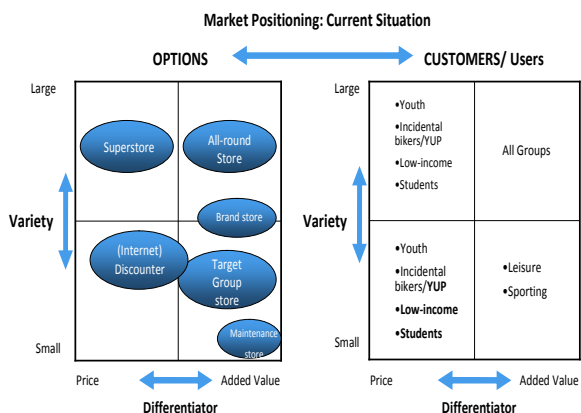 Market Positioning: Current Situation
OPTIONS
CUSTOMERS/ Users
Large
Superstore
All-round
Store
Brand store
Variety
(Internet)
Discounter
Target
Group
store
Maintenance
store
Small
Price
Added Value
Differentiator
Large
•Youth
•Incidental
bikers/YUP
•Low-income
•Students
All Groups
Variety
•Youth
•Incidental
bikers/YUP
•Low-income
•Students
•Leisure
•Sporting
Small
Price
Added Value
Differentiator